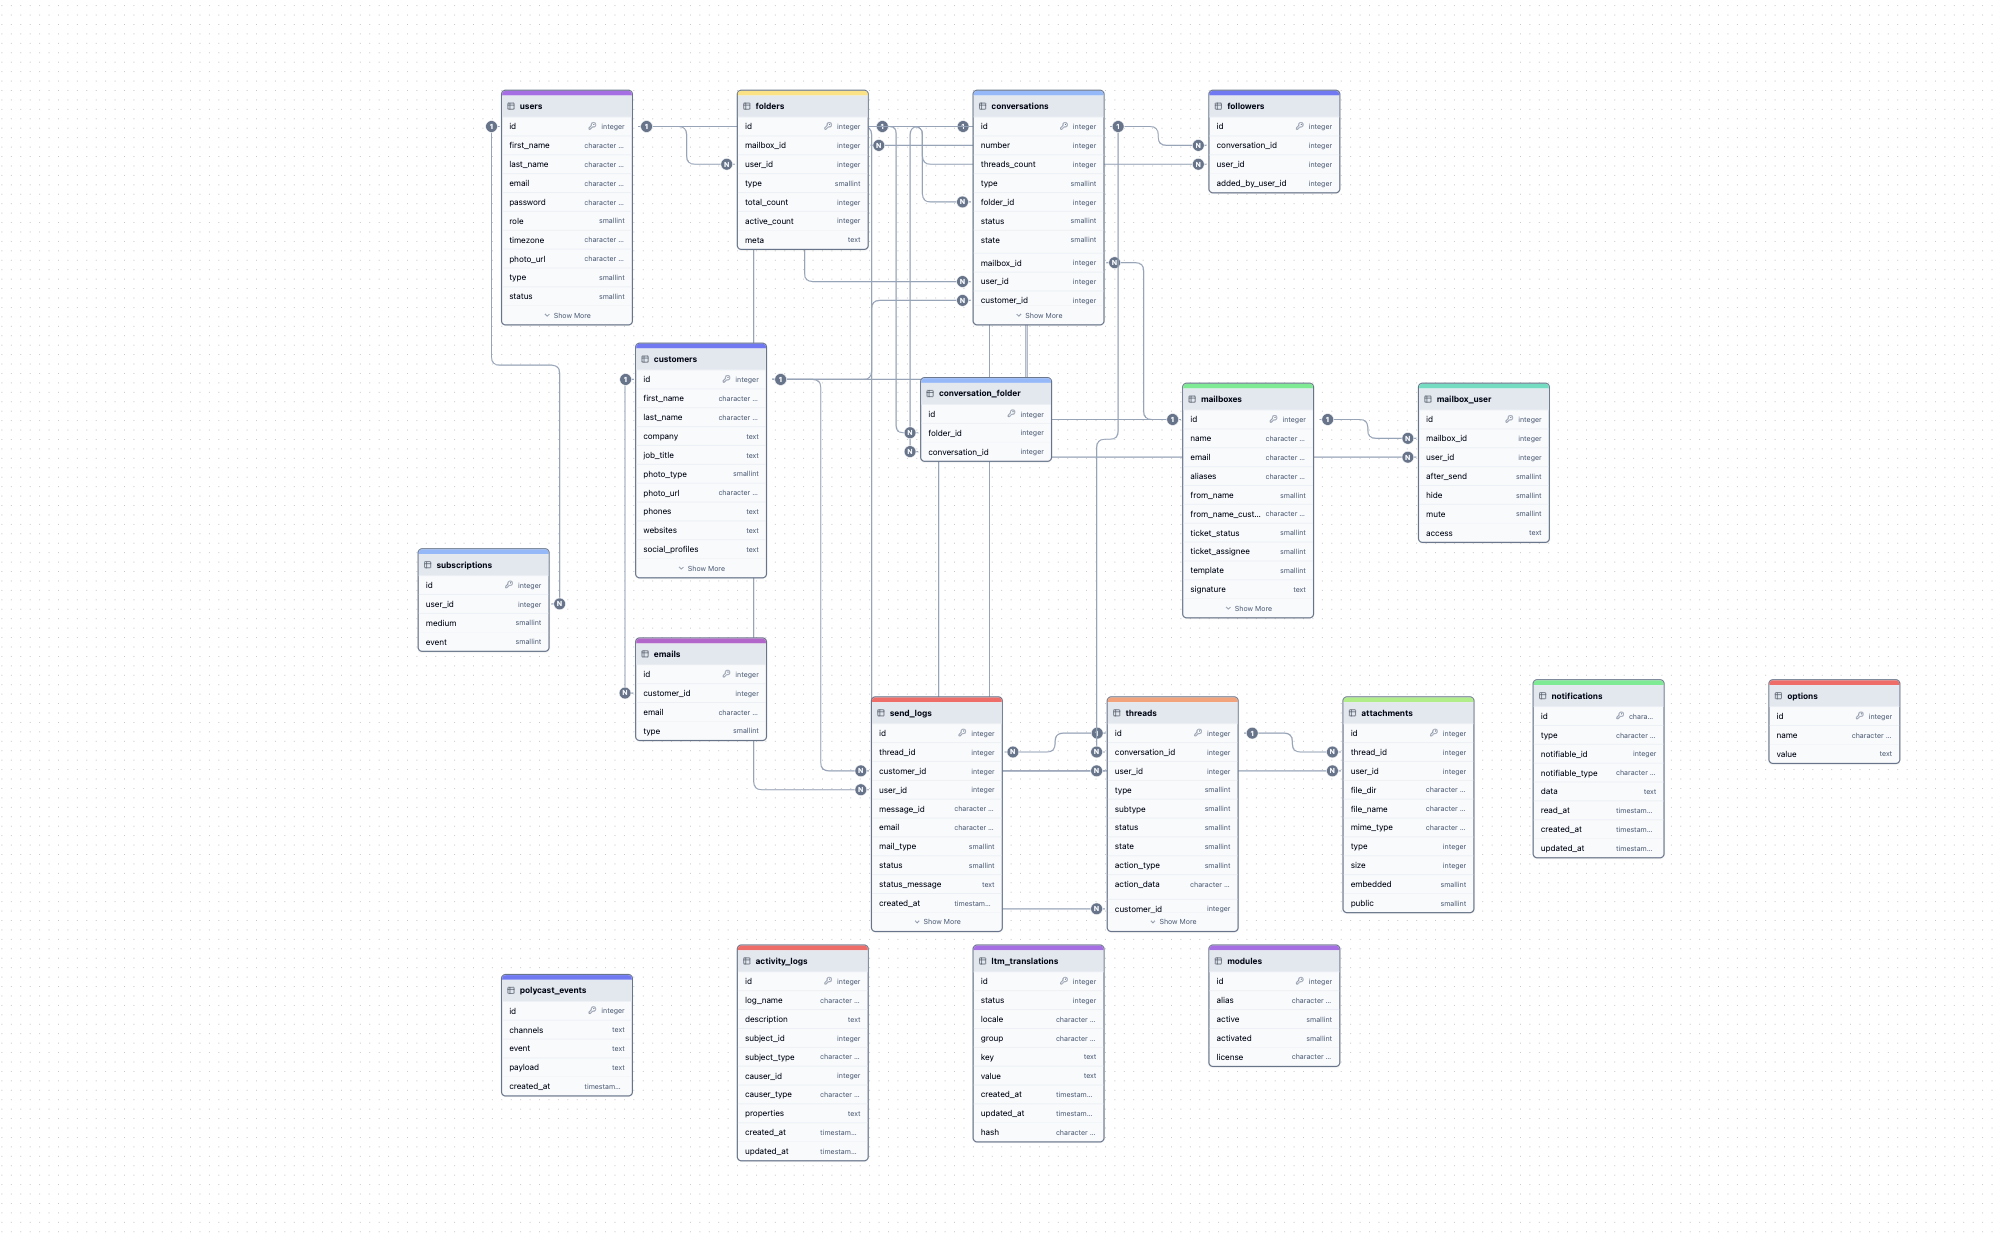 users
id integer
first_name character ...
last_name character ...
email character ...
password character ...
role smallint
timezone character ...
photo_url character ...
type smallint
status smallint
Show More
folders
id integer
mailbox_id integer
user_id integer
type smallint
total_count integer
active_count integer
meta text
conversations
id integer
number integer
threads_count integer
type smallint
folder_id integer
status smallint
state smallint
mailbox_id integer
user_id integer
customer_id integer
Show More
followers
id integer
conversation_id integer
user_id integer
added_by_user_id integer
customers
id integer
first_name character ...
last_name character ...
company text
job_title text
photo_type smallint
photo_url character ...
phones text
websites text
social_profiles text
Show More
conversation_folder
id integer
folder_id integer
conversation_id integer
mailboxes
id integer
name character ...
email character ...
aliases character ...
from_name smallint
from_name_cust... character ...
ticket_status smallint
ticket_assignee smallint
template smallint
signature text
Show More
mailbox_user
id integer
mailbox_id integer
user_id integer
after_send smallint
hide smallint
mute smallint
access text
subscriptions
id integer
user_id integer
medium smallint
event smallint
emails
id integer
customer_id integer
email character ...
type smallint
send_logs
id integer
thread_id integer
customer_id integer
user_id integer
message_id character ...
email character ...
mail_type smallint
status smallint
status_message text
created_at timestam...
Show More
threads
id integer
conversation_id integer
user_id integer
type smallint
subtype smallint
status smallint
state smallint
action_type smallint
action_data character ...
customer_id integer
Show More
attachments
id integer
thread_id integer
user_id integer
file_dir character ...
file_name character ...
mime_type character ...
type integer
size integer
embedded smallint
public smallint
notifications
id chara...
type character ...
notifiable_id integer
notifiable_type character ...
data text
read_at timestam...
created_at timestam...
updated_at timestam...
options
id integer
name character ...
value text
polycast_events
id integer
channels text
event text
payload text
created_at timestam...
activity_logs
id integer
log_name character ...
description text
subject_id integer
subject_type character ...
causer_id integer
causer_type character ...
properties text
created_at timestam...
updated_at timestam...
ltm_translations
id integer
status integer
locale character ...
group character ...
key text
value text
created_at timestam...
updated_at timestam...
hash character ...
modules
id integer
alias character ...
active smallint
activated smallint
license character ...